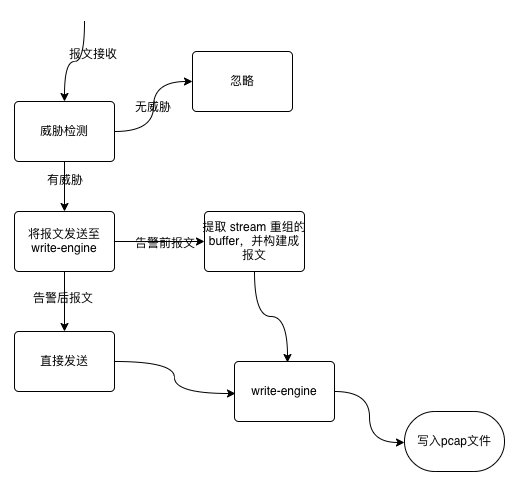 报文接收
忽略
无威胁
威胁检测
有威胁
将报文发送至
write-engine
告警前报文
提取 stream 重组的
buffer，并构建成
报文
告警后报文
直接发送
write-engine
写入pcap文件